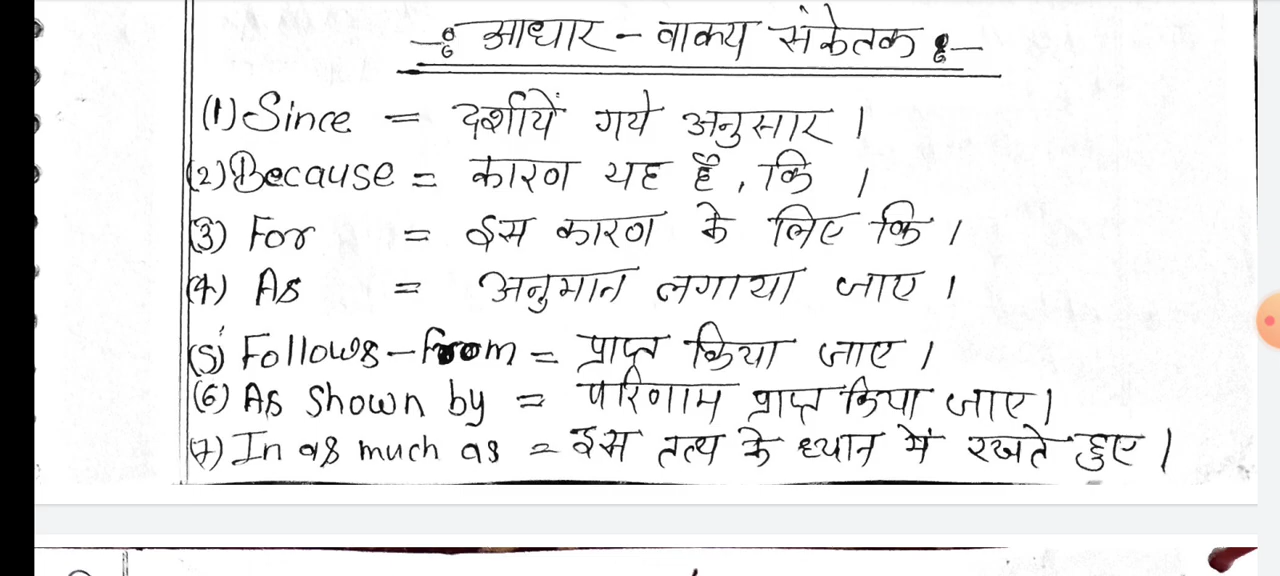 -: आधार - वाक्य संकेतक :-
(1) Since = दर्शायें गये अनुसार ।
(2) Because = कारण यह है, कि ।
(3) For = इस कारण के लिए कि ।
(4) As = अनुमान लगाया जाए ।
(5) Follows-from = प्राप्त किया जाए ।
(6) As shown by = परिणाम प्राप्त किया जाए।
(7) In as much as = इस तत्थ के ध्यान में रखते हुए ।